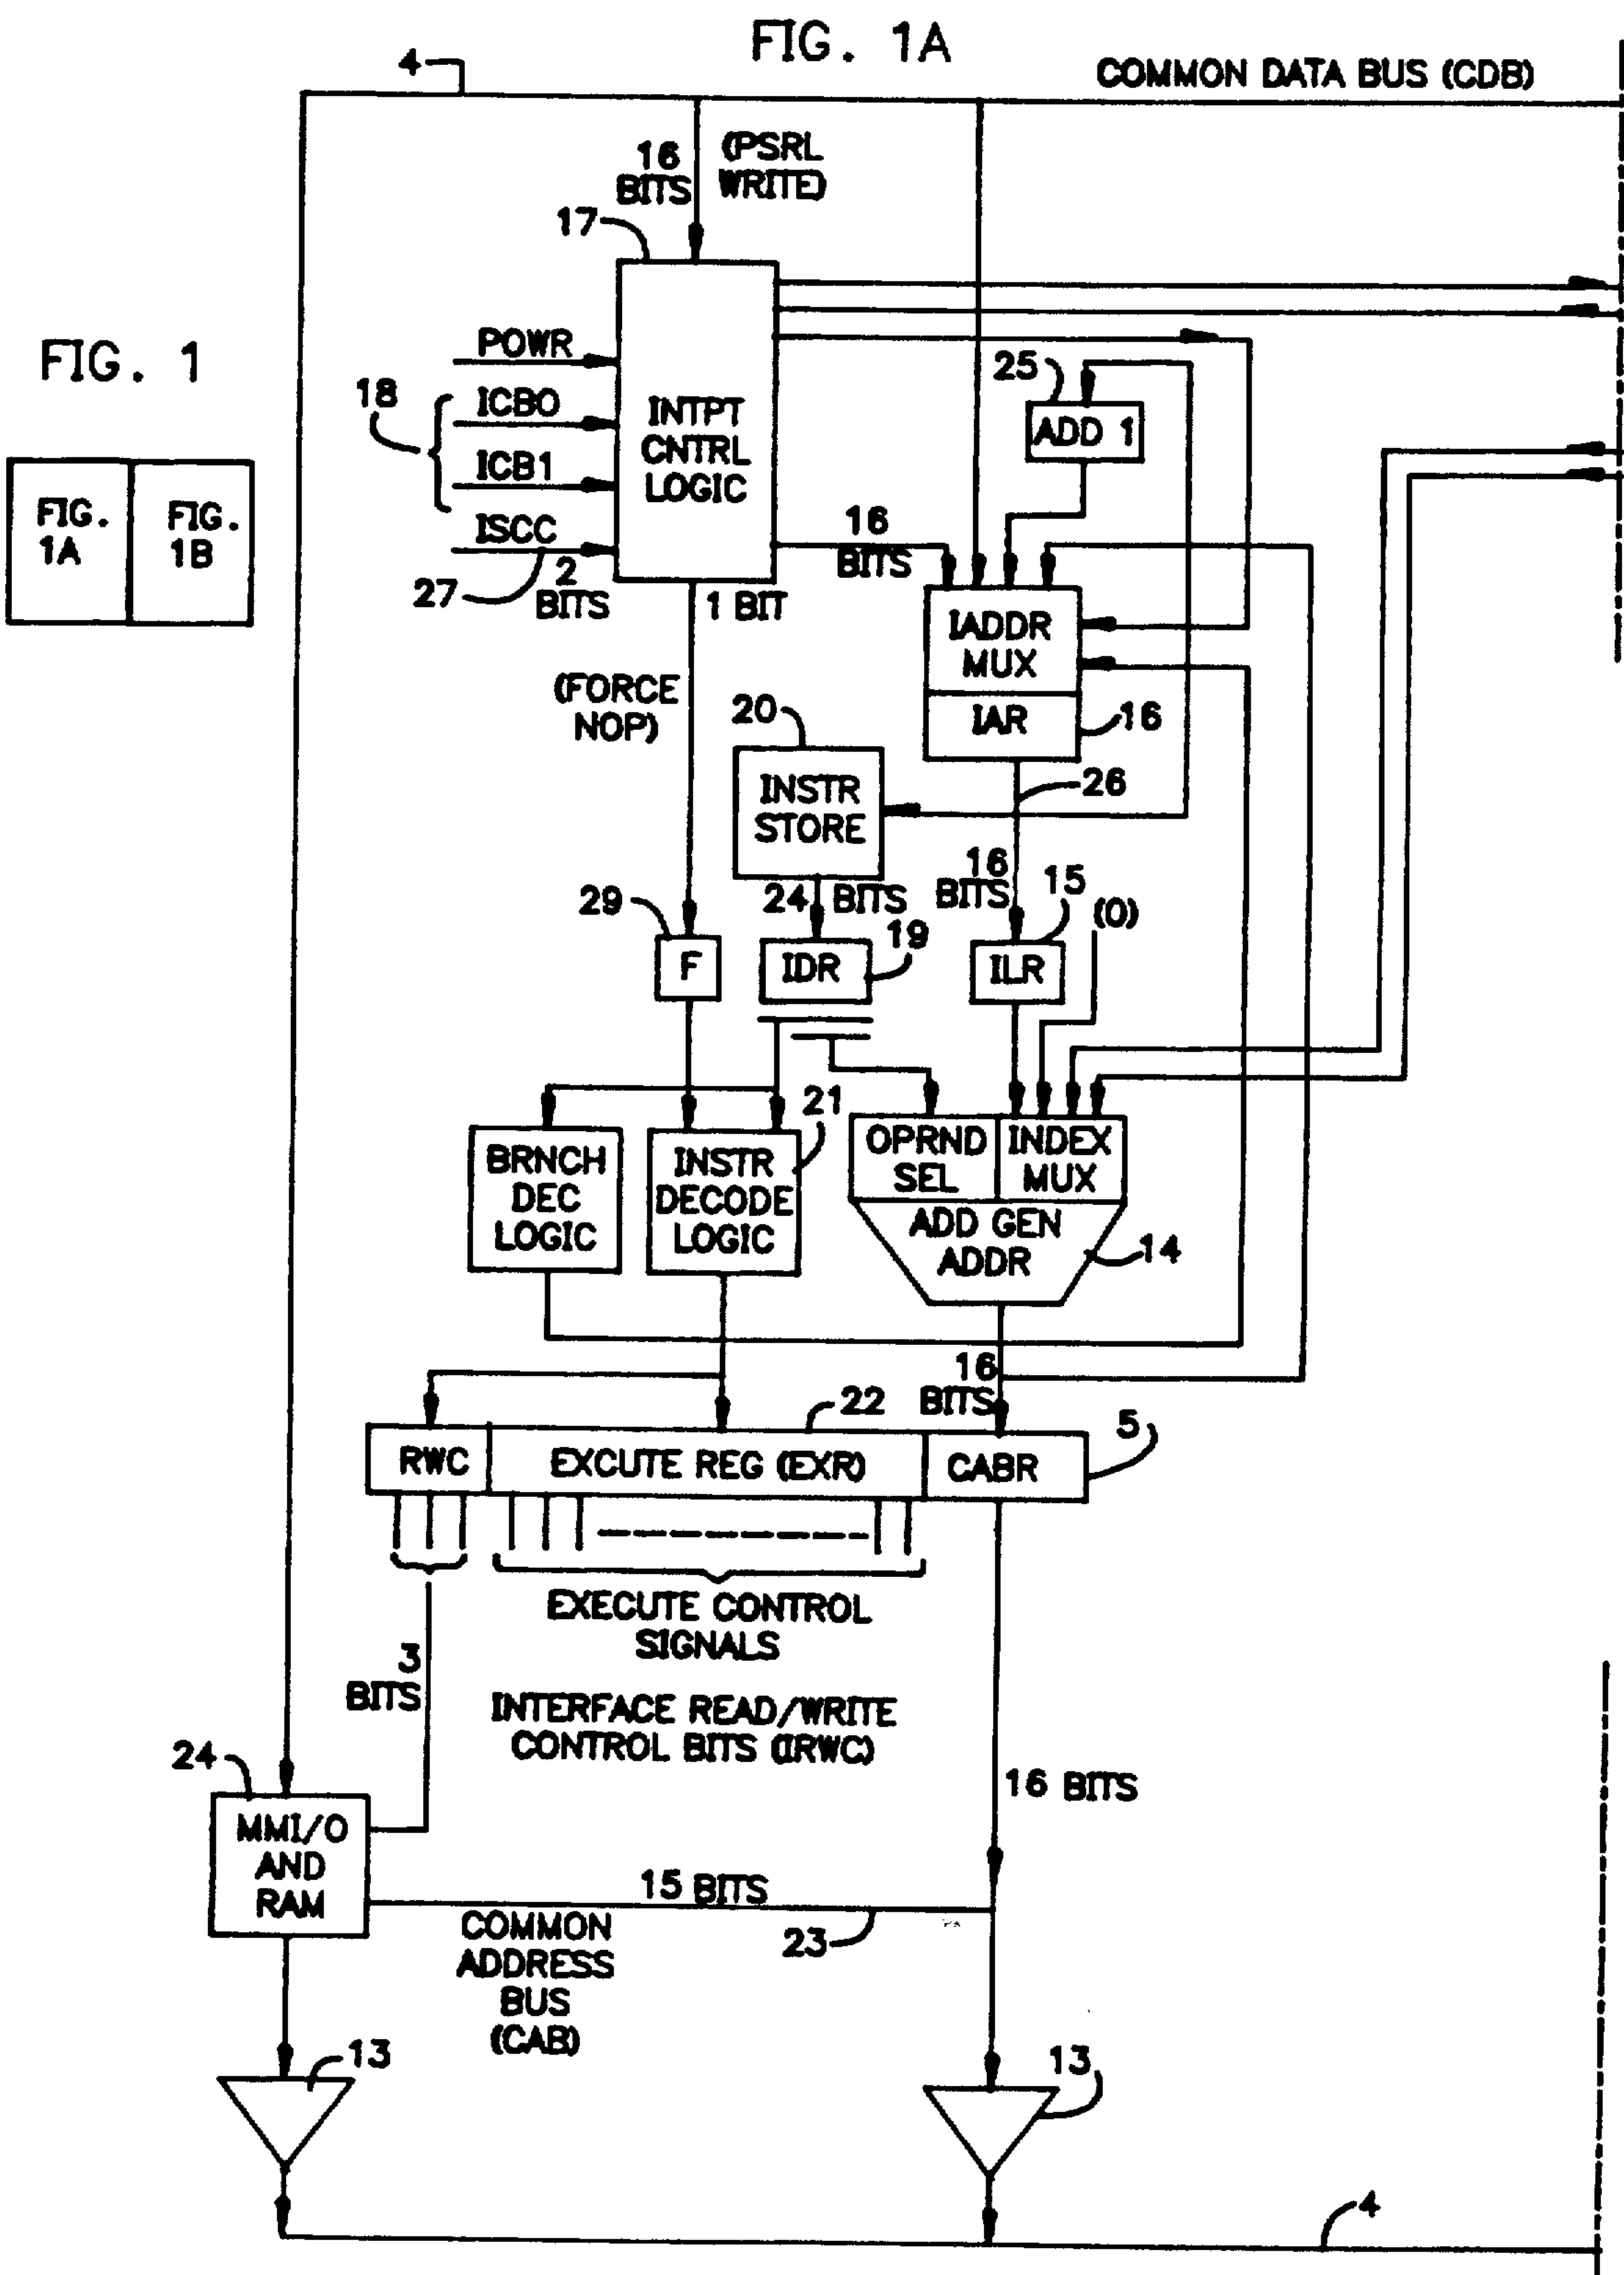 FIG. 1A
4
COMMON DATA BUS (CDB)
16
BITS
(PSRL
WRITE)
17
FIG. 1
FIG.
1A
FIG.
1B
POWR
18
ICB0
ICB1
ISCC
27
2
BITS
INTPT
CNTRL
LOGIC
25
ADD 1
16
BITS
1 BIT
IADDR
MUX
IAR
16
(FORCE
NOP)
20
INSTR
STORE
26
24 BITS
16
BITS
15
(0)
29
F
IDR
19
ILR
21
BRNCH
DEC
LOGIC
INSTR
DECODE
LOGIC
OPRND
SEL
INDEX
MUX
ADD GEN
ADDR
14
16
BITS
22
5
RWC
EXCUTE REG (EXR)
CABR
EXECUTE CONTROL
SIGNALS
3
BITS
INTERFACE READ/WRITE
CONTROL BITS (IRWC)
24
16 BITS
MMI/O
AND
RAM
15 BITS
23
COMMON
ADDRESS
BUS
(CAB)
13
13
4